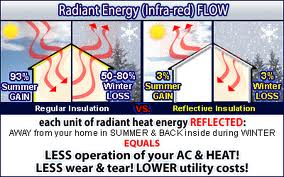 Radiant Energy (infra-red) FLOW
93%
Summer
GAIN
50-80%
Winter
LOSS
3%
Summer
GAIN
3%
Winter
LOSS
Regular Insulation VS. Reflective Insulation
each unit of radiant heat energy REFLECTED:
AWAY from your home in SUMMER & BACK inside during WINTER
EQUALS
LESS operation of your AC & HEAT!
LESS wear & tear! LOWER utility costs!